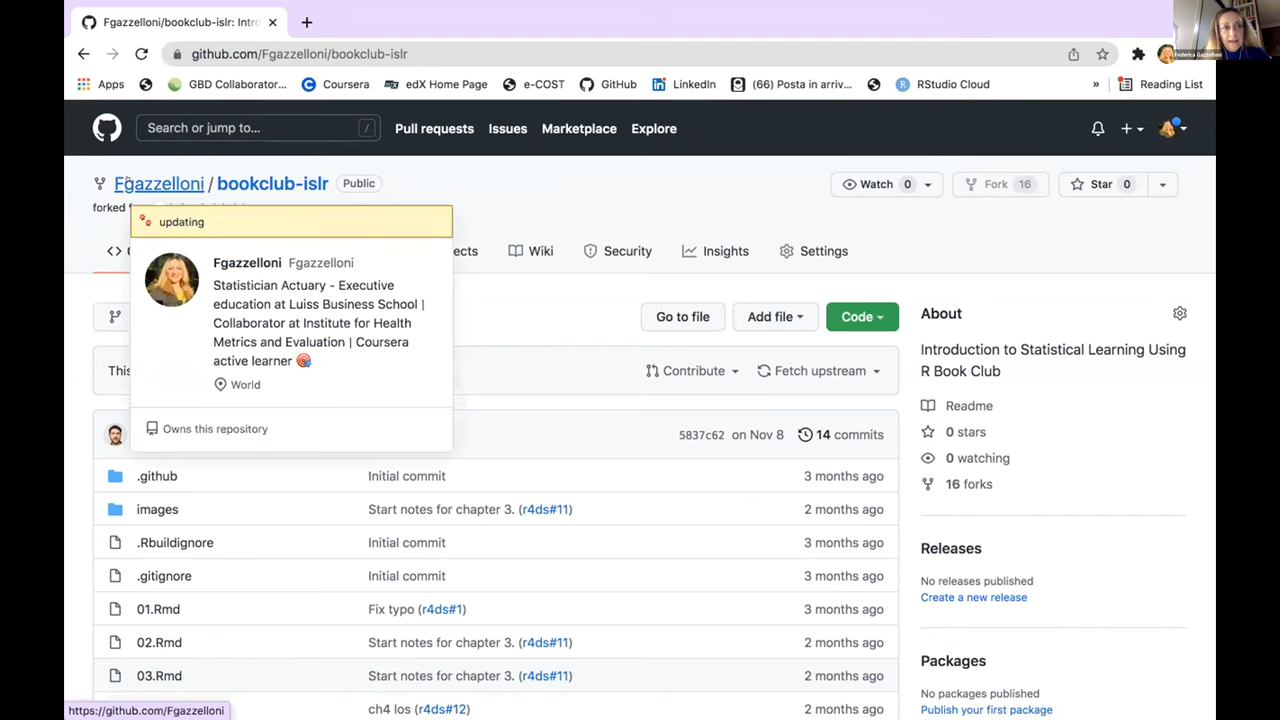 Fgazzelloni/bookclub-islr: Intro
github.com/Fgazzelloni/bookclub-islr
Federica Gazzelloni
Apps
GBD Collaborator...
Coursera
edX Home Page
e-COST
GitHub
LinkedIn
(66) Posta in arriv...
RStudio Cloud
»
Reading List
Search or jump to...
/
Pull requests
Issues
Marketplace
Explore
Fgazzelloni / bookclub-islr
Public
Watch 0
Fork 16
Star 0
forked
updating
Wiki
Security
Insights
Settings
Fgazzelloni Fgazzelloni
Statistician Actuary - Executive
education at Luiss Business School |
Collaborator at Institute for Health
Metrics and Evaluation | Coursera
active learner
World
Owns this repository
Go to file
Add file
Code
This
Contribute
Fetch upstream
5837c62 on Nov 8
14 commits
.github Initial commit 3 months ago
images Start notes for chapter 3. (r4ds#11) 2 months ago
.Rbuildignore Initial commit 3 months ago
.gitignore Initial commit 3 months ago
01.Rmd Fix typo (r4ds#1) 3 months ago
02.Rmd Start notes for chapter 3. (r4ds#11) 2 months ago
03.Rmd Start notes for chapter 3. (r4ds#11) 2 months ago
ch4 los (r4ds#12) 2 months ago
About
Introduction to Statistical Learning Using
R Book Club
Readme
0 stars
0 watching
16 forks
Releases
No releases published
Create a new release
Packages
No packages published
Publish your first package
https://github.com/Fgazzelloni